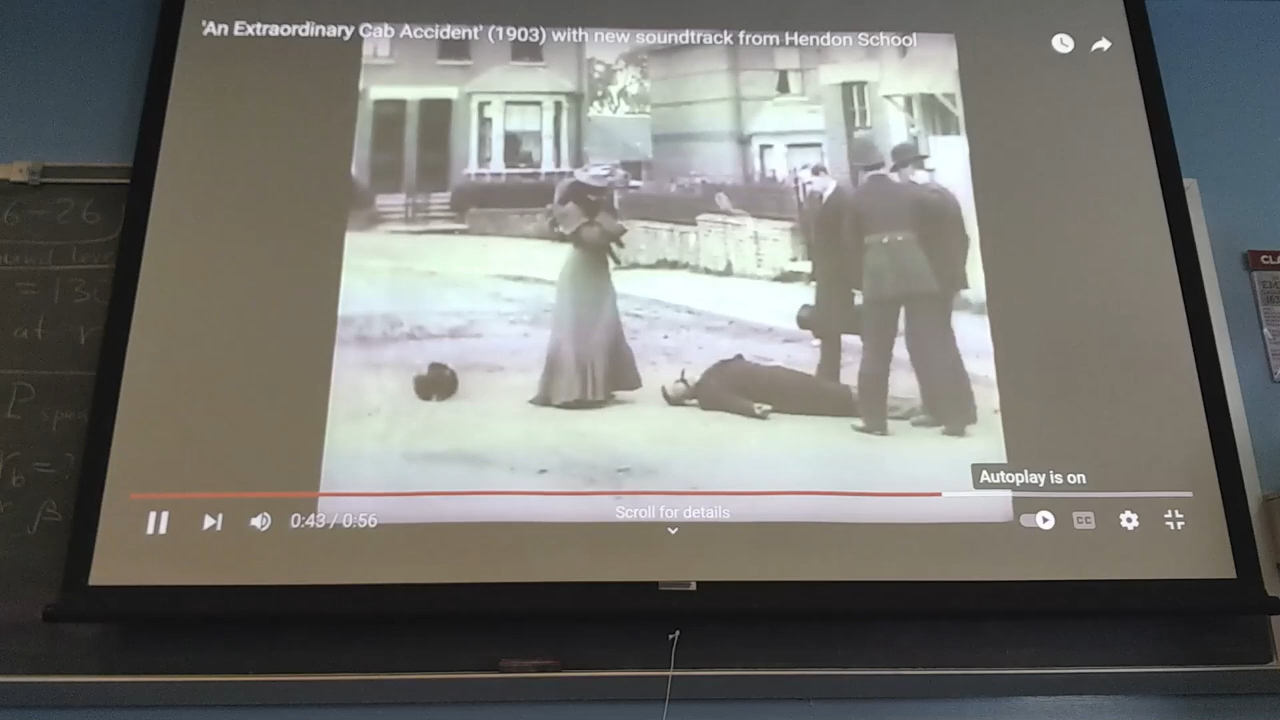 'An Extraordinary Cab Accident' (1903) with new soundtrack from Hendon School
6-26
= 130
at
P
Autoplay is on
0:43 / 0:56
Scroll for details
CC